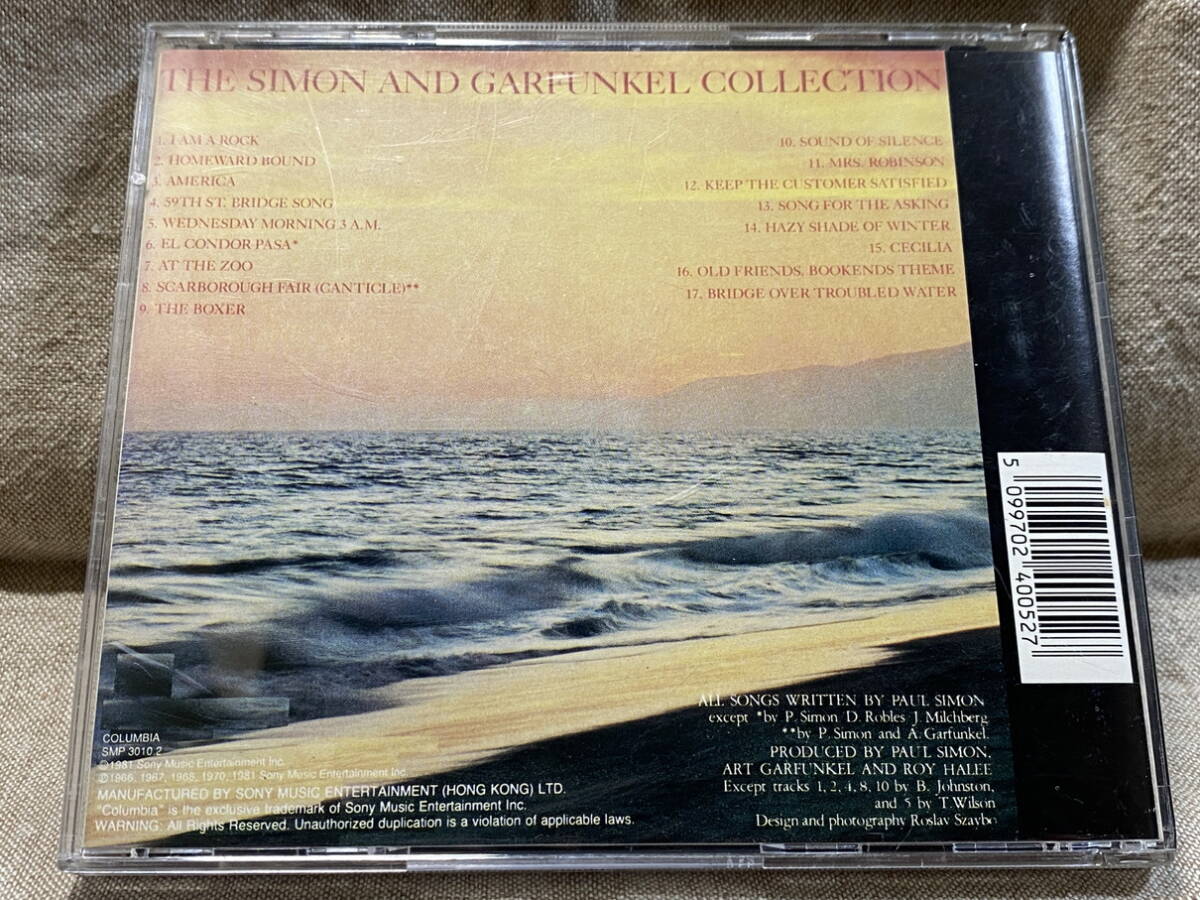 THE SIMON AND GARFUNKEL COLLECTION
1. I AM A ROCK
2. HOMEWARD BOUND
3. AMERICA
4. 59TH ST. BRIDGE SONG
5. WEDNESDAY MORNING 3 A.M.
6. EL CONDOR PASA*
7. AT THE ZOO
8. SCARBOROUGH FAIR (CANTICLE)**
9. THE BOXER
10. SOUND OF SILENCE
11. MRS. ROBINSON
12. KEEP THE CUSTOMER SATISFIED
13. SONG FOR THE ASKING
14. HAZY SHADE OF WINTER
15. CECILIA
16. OLD FRIENDS, BOOKENDS THEME
17. BRIDGE OVER TROUBLED WATER
5 099702 400527
ALL SONGS WRITTEN BY PAUL SIMON
except *by P. Simon D. Robles J. Milchberg
**by P. Simon and A. Garfunkel.
PRODUCED BY PAUL SIMON,
ART GARFUNKEL AND ROY HALEE
Except tracks 1, 2, 4, 8, 10 by B. Johnston,
and 5 by T. Wilson
Design and photography Roslav Szaybo
COLUMBIA
SMP 3010 2
℗1981 Sony Music Entertainment Inc.
©1966, 1967, 1968, 1970, 1981 Sony Music Entertainment Inc.
MANUFACTURED BY SONY MUSIC ENTERTAINMENT (HONG KONG) LTD.
"Columbia" is the exclusive trademark of Sony Music Entertainment Inc.
WARNING: All Rights Reserved. Unauthorized duplication is a violation of applicable laws.